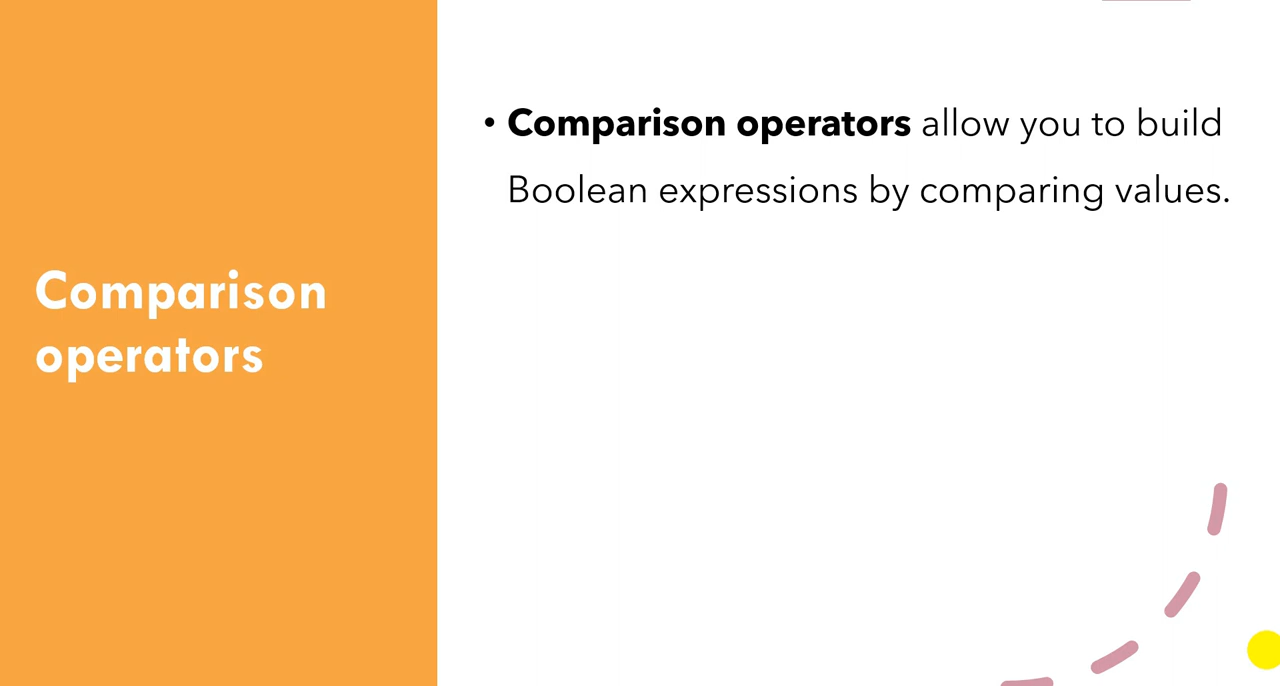 Comparison
operators
• Comparison operators allow you to build
Boolean expressions by comparing values.